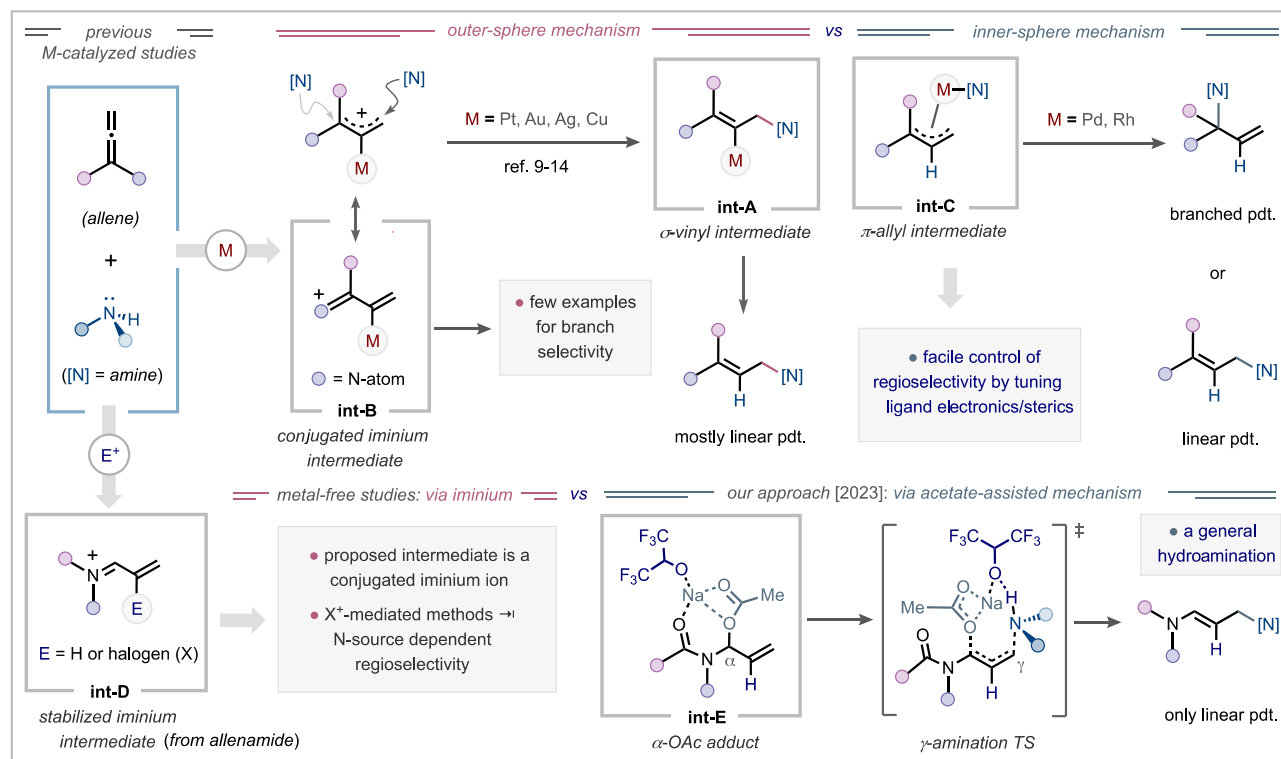 previous
M-catalyzed studies
outer-sphere mechanism
vs
inner-sphere mechanism
(allene)
+
N
H
([N] = amine)
M
E+
[N]
[N]
+
M
+
M
= N-atom
int-B
conjugated iminium
intermediate
M = Pt, Au, Ag, Cu
ref. 9-14
• few examples
for branch
selectivity
[N]
M
int-A
σ-vinyl intermediate
[N]
H
mostly linear pdt.
M
[N]
H
int-C
π-allyl intermediate
• facile control of
regioselectivity by tuning
ligand electronics/sterics
M = Pd, Rh
[N]
H
branched pdt.
or
[N]
H
linear pdt.
metal-free studies: via iminium
vs
our approach [2023]: via acetate-assisted mechanism
+
N
E
E = H or halogen (X)
int-D
stabilized iminium
intermediate (from allenamide)
• proposed intermediate is a
conjugated iminium ion
• X+-mediated methods ⇥
N-source dependent
regioselectivity
CF3
F3C
O
Na
O
Me
O
O
N
α
H
int-E
α-OAc adduct
F3C
CF3
O
H
Na
Me
O
O
N
O
N
γ
H
‡
γ-amination TS
• a general
hydroamination
N
[N]
H
only linear pdt.